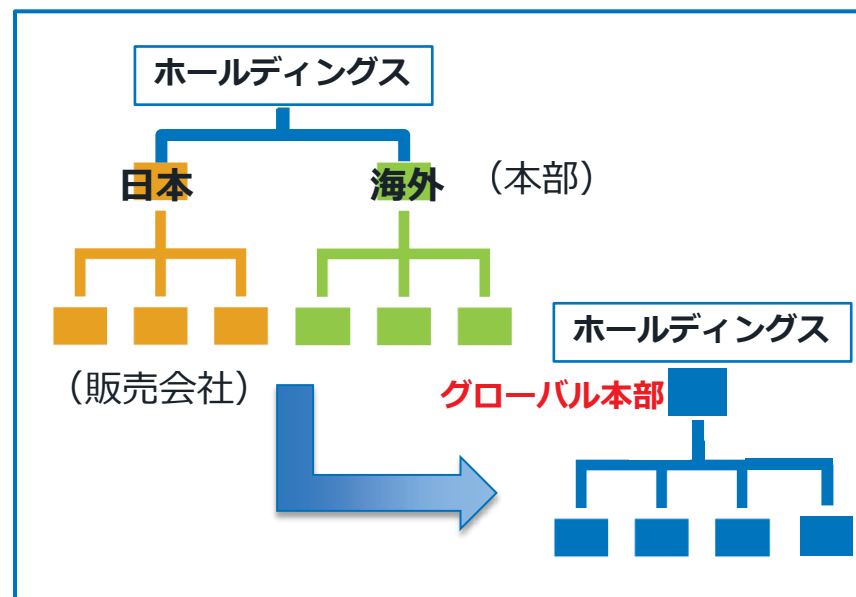 ホールディングス
日本
海外
（本部）
（販売会社）
ホールディングス
グローバル本部